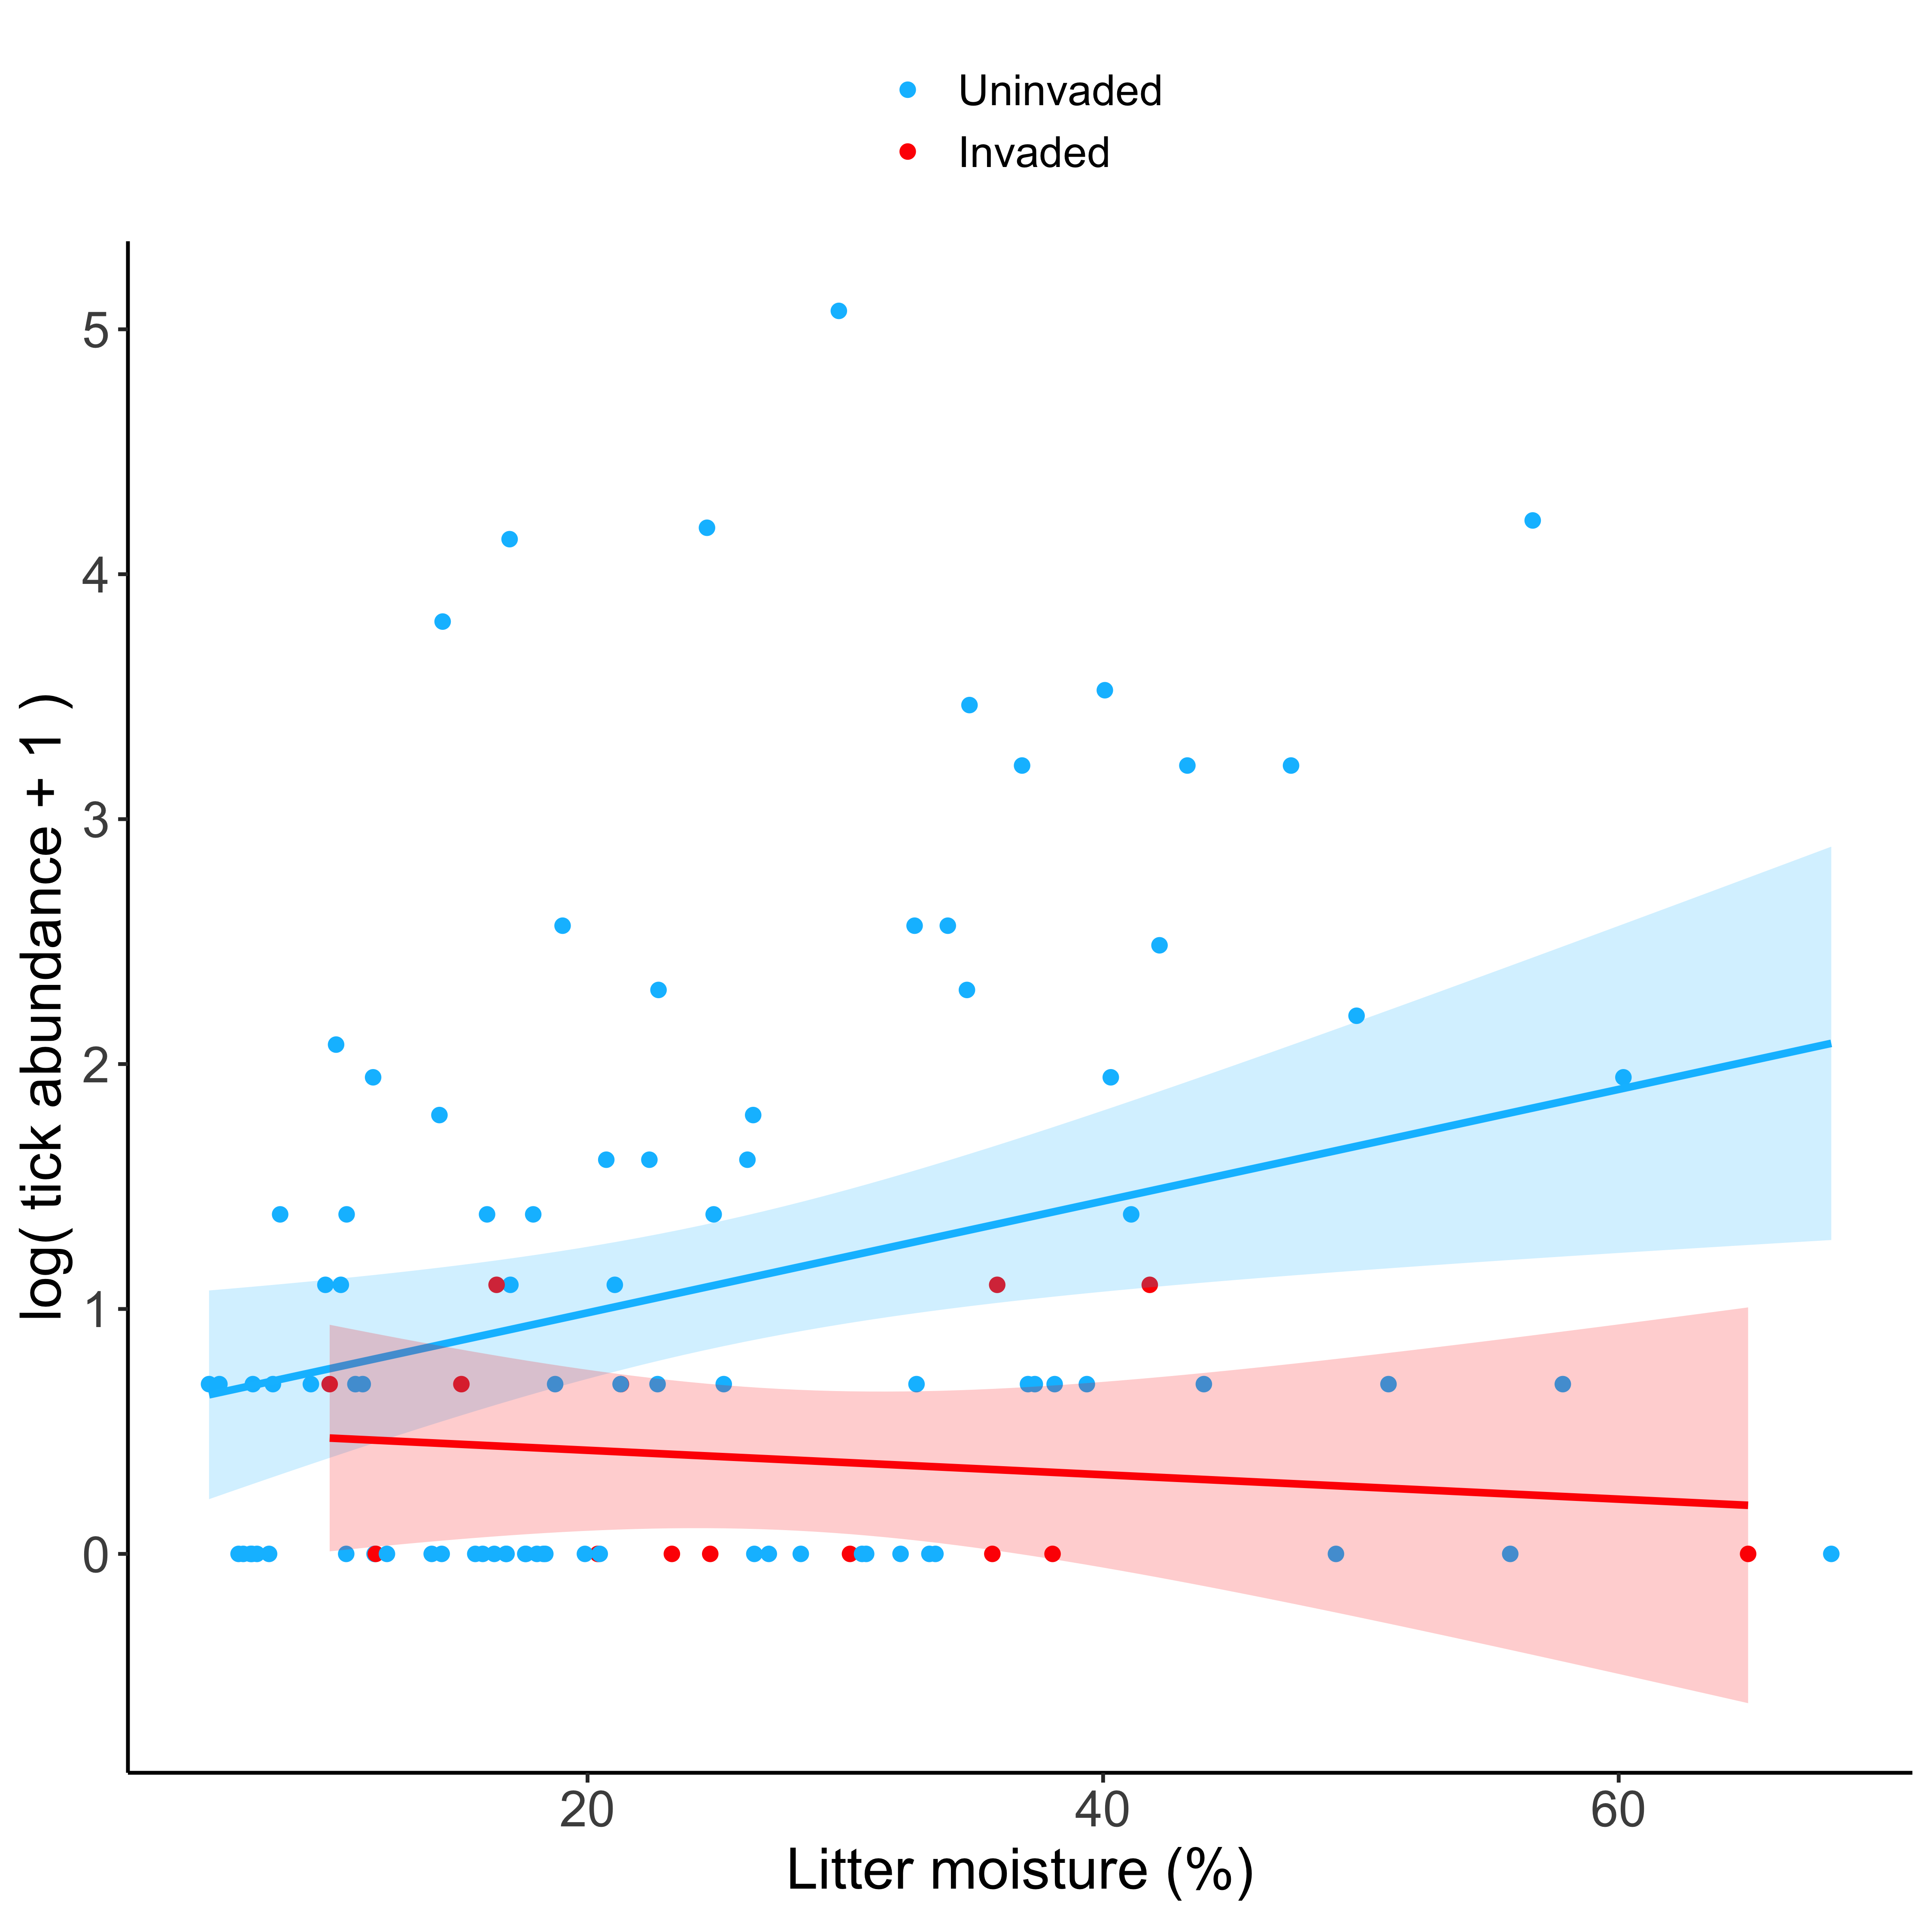 Uninvaded
Invaded
log( tick abundance + 1 )
5
4
3
2
1
0
20 40 60
Litter moisture (%)